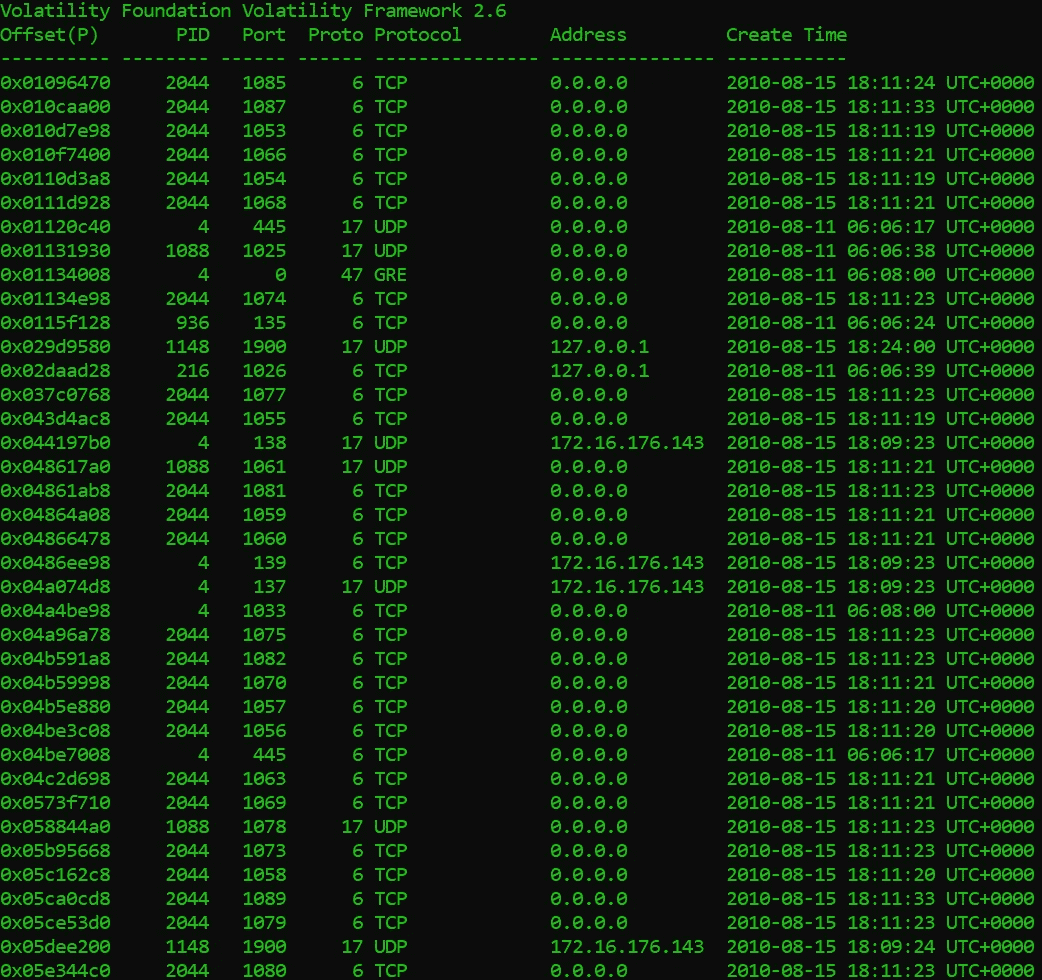 Volatility Foundation Volatility Framework 2.6
Offset(P)       PID   Port  Proto Protocol        Address         Create Time
---------- -------- ------ ------ --------------- --------------- -----------
0x01096470     2044   1085      6 TCP             0.0.0.0         2010-08-15 18:11:24 UTC+0000
0x010caa00     2044   1087      6 TCP             0.0.0.0         2010-08-15 18:11:33 UTC+0000
0x010d7e98     2044   1053      6 TCP             0.0.0.0         2010-08-15 18:11:19 UTC+0000
0x010f7400     2044   1066      6 TCP             0.0.0.0         2010-08-15 18:11:21 UTC+0000
0x0110d3a8     2044   1054      6 TCP             0.0.0.0         2010-08-15 18:11:19 UTC+0000
0x0111d928     2044   1068      6 TCP             0.0.0.0         2010-08-15 18:11:21 UTC+0000
0x01120c40        4    445     17 UDP             0.0.0.0         2010-08-11 06:06:17 UTC+0000
0x01131930     1088   1025     17 UDP             0.0.0.0         2010-08-11 06:06:38 UTC+0000
0x01134008        4      0     47 GRE             0.0.0.0         2010-08-11 06:08:00 UTC+0000
0x01134e98     2044   1074      6 TCP             0.0.0.0         2010-08-15 18:11:23 UTC+0000
0x0115f128      936    135      6 TCP             0.0.0.0         2010-08-11 06:06:24 UTC+0000
0x029d9580     1148   1900     17 UDP             127.0.0.1       2010-08-15 18:24:00 UTC+0000
0x02daad28      216   1026      6 TCP             127.0.0.1       2010-08-11 06:06:39 UTC+0000
0x037c0768     2044   1077      6 TCP             0.0.0.0         2010-08-15 18:11:23 UTC+0000
0x043d4ac8     2044   1055      6 TCP             0.0.0.0         2010-08-15 18:11:19 UTC+0000
0x044197b0        4    138     17 UDP             172.16.176.143  2010-08-15 18:09:23 UTC+0000
0x048617a0     1088   1061     17 UDP             0.0.0.0         2010-08-15 18:11:21 UTC+0000
0x04861ab8     2044   1081      6 TCP             0.0.0.0         2010-08-15 18:11:23 UTC+0000
0x04864a08     2044   1059      6 TCP             0.0.0.0         2010-08-15 18:11:21 UTC+0000
0x04866478     2044   1060      6 TCP             0.0.0.0         2010-08-15 18:11:21 UTC+0000
0x0486ee98        4    139      6 TCP             172.16.176.143  2010-08-15 18:09:23 UTC+0000
0x04a074d8        4    137     17 UDP             172.16.176.143  2010-08-15 18:09:23 UTC+0000
0x04a4be98        4   1033      6 TCP             0.0.0.0         2010-08-11 06:08:00 UTC+0000
0x04a96a78     2044   1075      6 TCP             0.0.0.0         2010-08-15 18:11:23 UTC+0000
0x04b591a8     2044   1082      6 TCP             0.0.0.0         2010-08-15 18:11:23 UTC+0000
0x04b59998     2044   1070      6 TCP             0.0.0.0         2010-08-15 18:11:21 UTC+0000
0x04b5e880     2044   1057      6 TCP             0.0.0.0         2010-08-15 18:11:20 UTC+0000
0x04be3c08     2044   1056      6 TCP             0.0.0.0         2010-08-15 18:11:20 UTC+0000
0x04be7008        4    445      6 TCP             0.0.0.0         2010-08-11 06:06:17 UTC+0000
0x04c2d698     2044   1063      6 TCP             0.0.0.0         2010-08-15 18:11:21 UTC+0000
0x0573f710     2044   1069      6 TCP             0.0.0.0         2010-08-15 18:11:21 UTC+0000
0x058844a0     1088   1078     17 UDP             0.0.0.0         2010-08-15 18:11:23 UTC+0000
0x05b95668     2044   1073      6 TCP             0.0.0.0         2010-08-15 18:11:23 UTC+0000
0x05c162c8     2044   1058      6 TCP             0.0.0.0         2010-08-15 18:11:20 UTC+0000
0x05ca0cd8     2044   1089      6 TCP             0.0.0.0         2010-08-15 18:11:33 UTC+0000
0x05ce53d0     2044   1079      6 TCP             0.0.0.0         2010-08-15 18:11:23 UTC+0000
0x05dee200     1148   1900     17 UDP             172.16.176.143  2010-08-15 18:09:24 UTC+0000
0x05e344c0     2044   1080      6 TCP             0.0.0.0         2010-08-15 18:11:23 UTC+0000